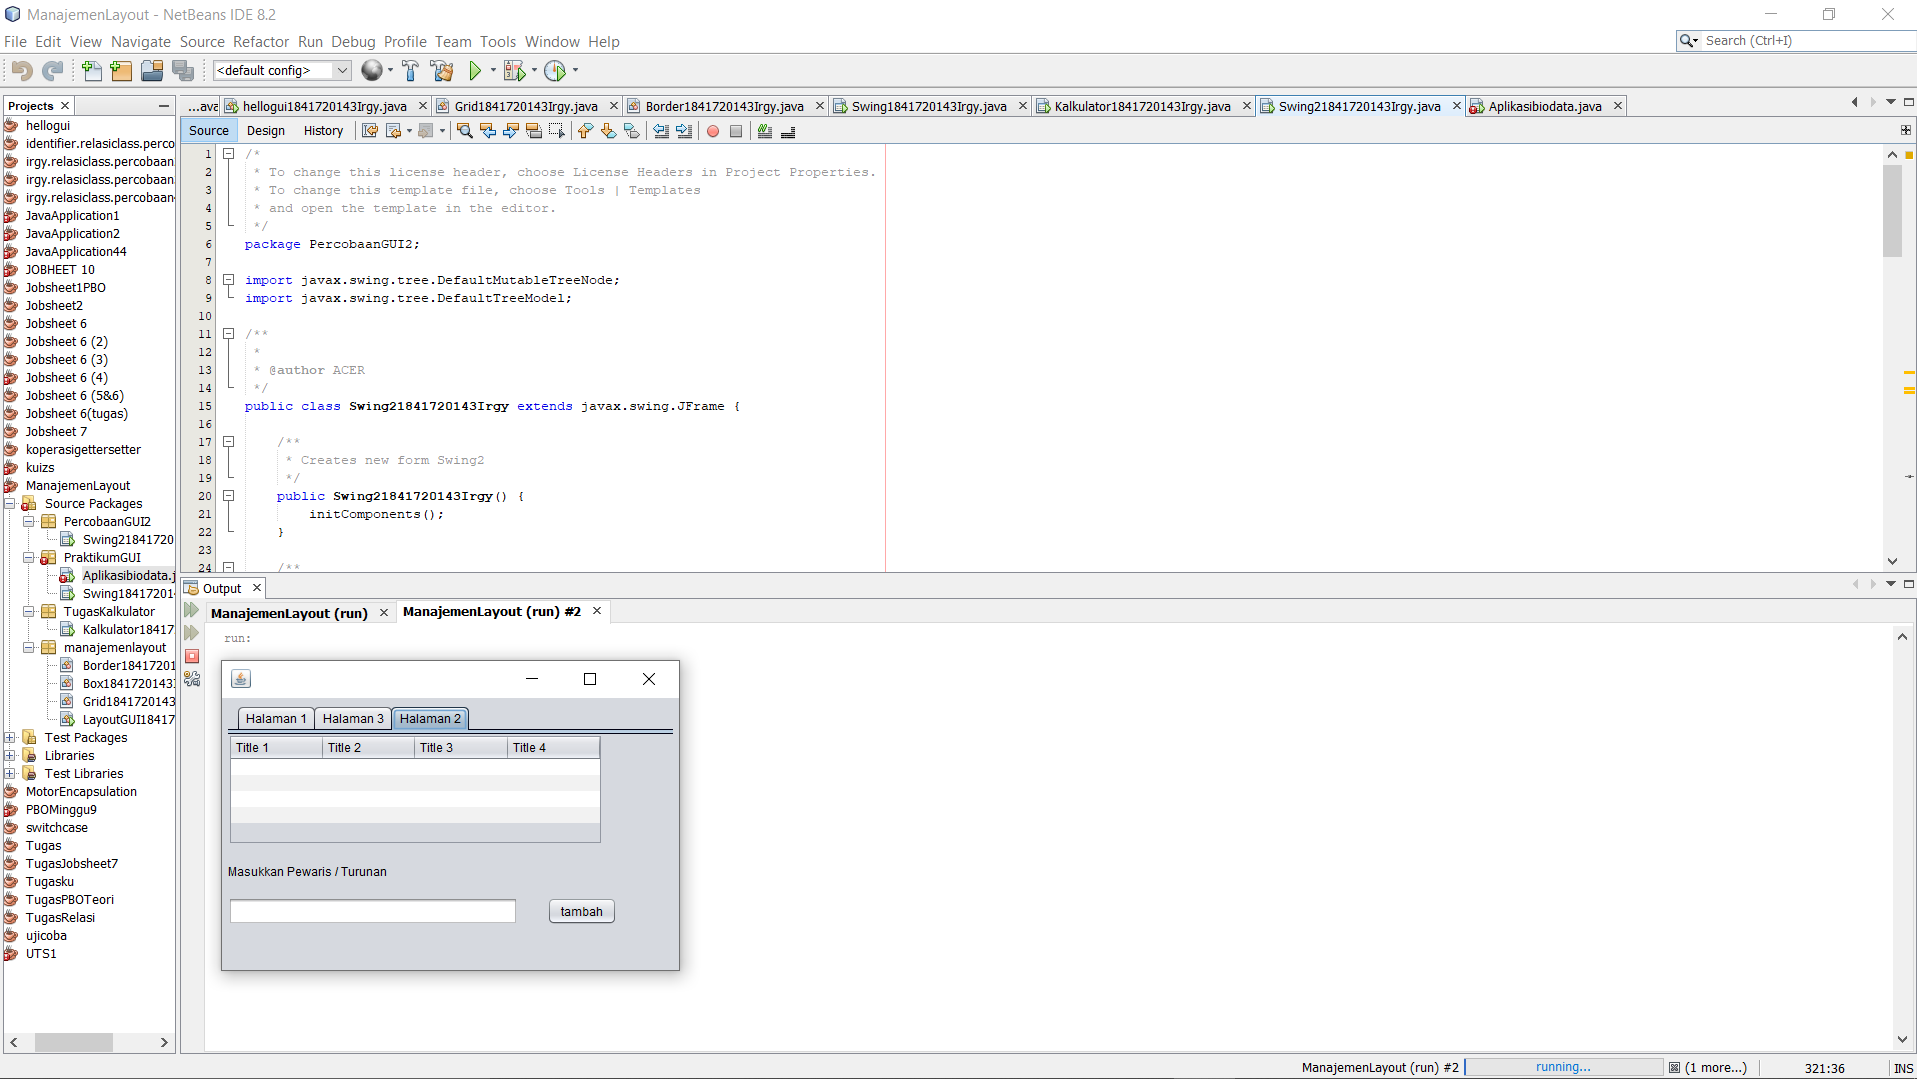 ManajemenLayout - NetBeans IDE 8.2
File Edit View Navigate Source Refactor Run Debug Profile Team Tools Window Help
Search (Ctrl+I)
<default config>
Projects
...ava hellogui1841720143Irgy.java Grid1841720143Irgy.java Border1841720143Irgy.java Swing1841720143Irgy.java Kalkulator1841720143Irgy.java Swing21841720143Irgy.java Aplikasibiodata.java
Source Design History
hellogui
identifier.relasiclass.perco
irgy.relasiclass.percobaan
irgy.relasiclass.percobaan
irgy.relasiclass.percobaan
JavaApplication1
JavaApplication2
JavaApplication44
JOBHEET 10
Jobsheet1PBO
Jobsheet2
Jobsheet 6
Jobsheet 6 (2)
Jobsheet 6 (3)
Jobsheet 6 (4)
Jobsheet 6 (5&6)
Jobsheet 6(tugas)
Jobsheet 7
koperasigettersetter
kuizs
ManajemenLayout
Source Packages
PercobaanGUI2
Swing21841720
PraktikumGUI
Aplikasibiodata.j
Swing18417201
TugasKalkulator
Kalkulator18417
manajemenlayout
Border18417201
Box1841720143I
Grid1841720143
LayoutGUI18417
Test Packages
Libraries
Test Libraries
MotorEncapsulation
PBOMinggu9
switchcase
Tugas
TugasJobsheet7
Tugasku
TugasPBOTeori
TugasRelasi
ujicoba
UTS1
1 /*
2 * To change this license header, choose License Headers in Project Properties.
3 * To change this template file, choose Tools | Templates
4 * and open the template in the editor.
5 */
6 package PercobaanGUI2;
7
8 import javax.swing.tree.DefaultMutableTreeNode;
9 import javax.swing.tree.DefaultTreeModel;
10
11 /**
12 *
13 * @author ACER
14 */
15 public class Swing21841720143Irgy extends javax.swing.JFrame {
16
17 /**
18 * Creates new form Swing2
19 */
20 public Swing21841720143Irgy() {
21 initComponents();
22 }
23
24 /**
Output
ManajemenLayout (run) ManajemenLayout (run) #2
run:
Halaman 1 Halaman 3 Halaman 2
Title 1 Title 2 Title 3 Title 4
Masukkan Pewaris / Turunan
tambah
ManajemenLayout (run) #2 running... (1 more...) 321:36 INS